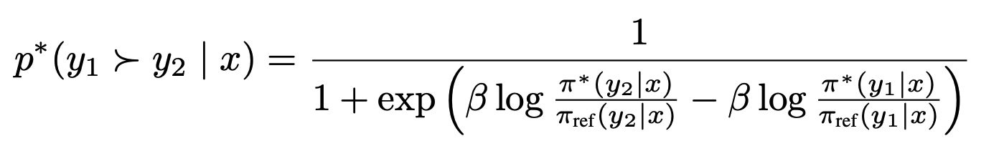 p*(y₁ ≻ y₂ | x) = 1 / (1 + exp(β log π*(y₂|x)/π_ref(y₂|x) − β log π*(y₁|x)/π_ref(y₁|x)))